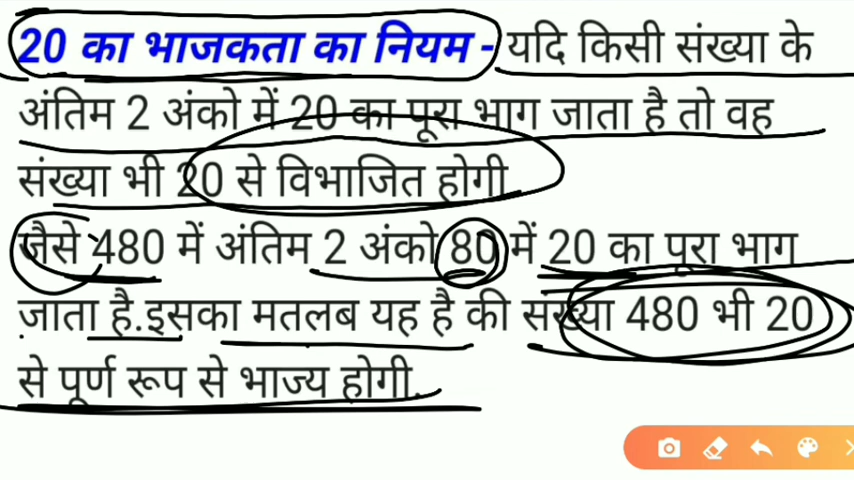 20 का भाजकता का नियम - यदि किसी संख्या के
अंतिम 2 अंको में 20 का पूरा भाग जाता है तो वह
संख्या भी 20 से विभाजित होगी
जैसे 480 में अंतिम 2 अंको 80 में 20 का पूरा भाग
जाता है.इसका मतलब यह है की संख्या 480 भी 20
से पूर्ण रूप से भाज्य होगी.